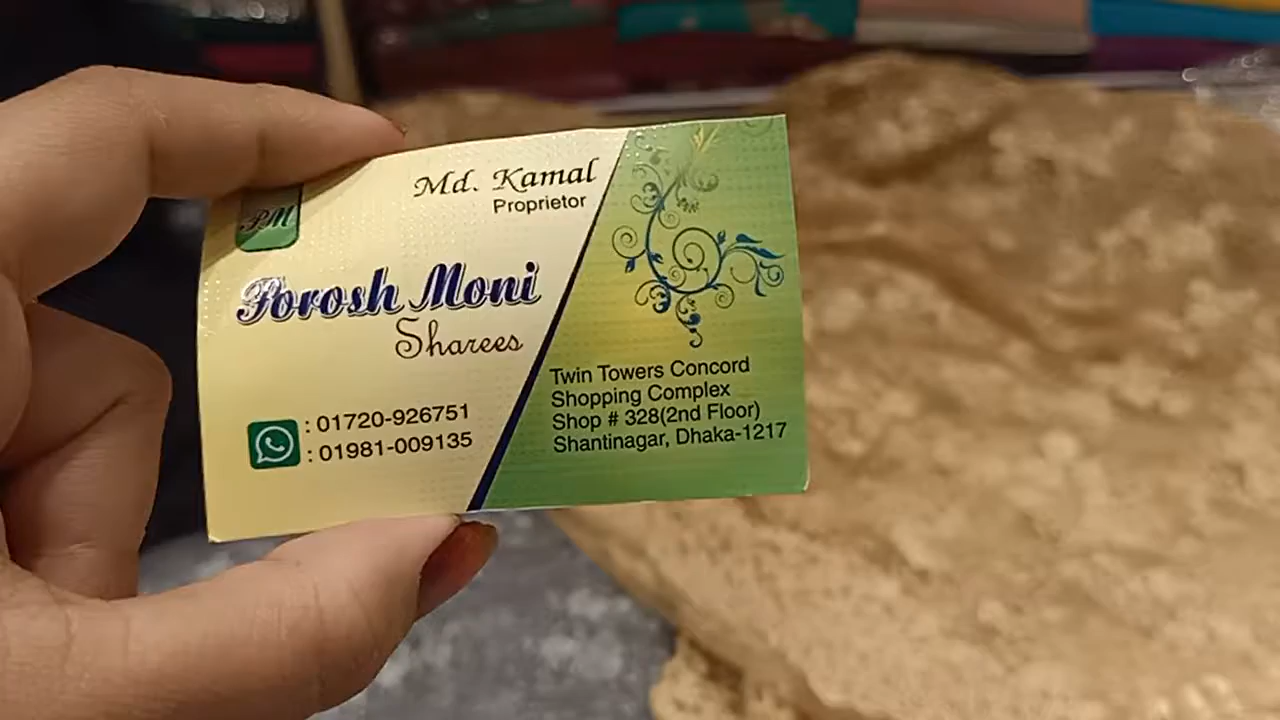 PM
Md. Kamal
Proprietor
Porosh Moni
Sharees
: 01720-926751
: 01981-009135
Twin Towers Concord
Shopping Complex
Shop # 328(2nd Floor)
Shantinagar, Dhaka-1217